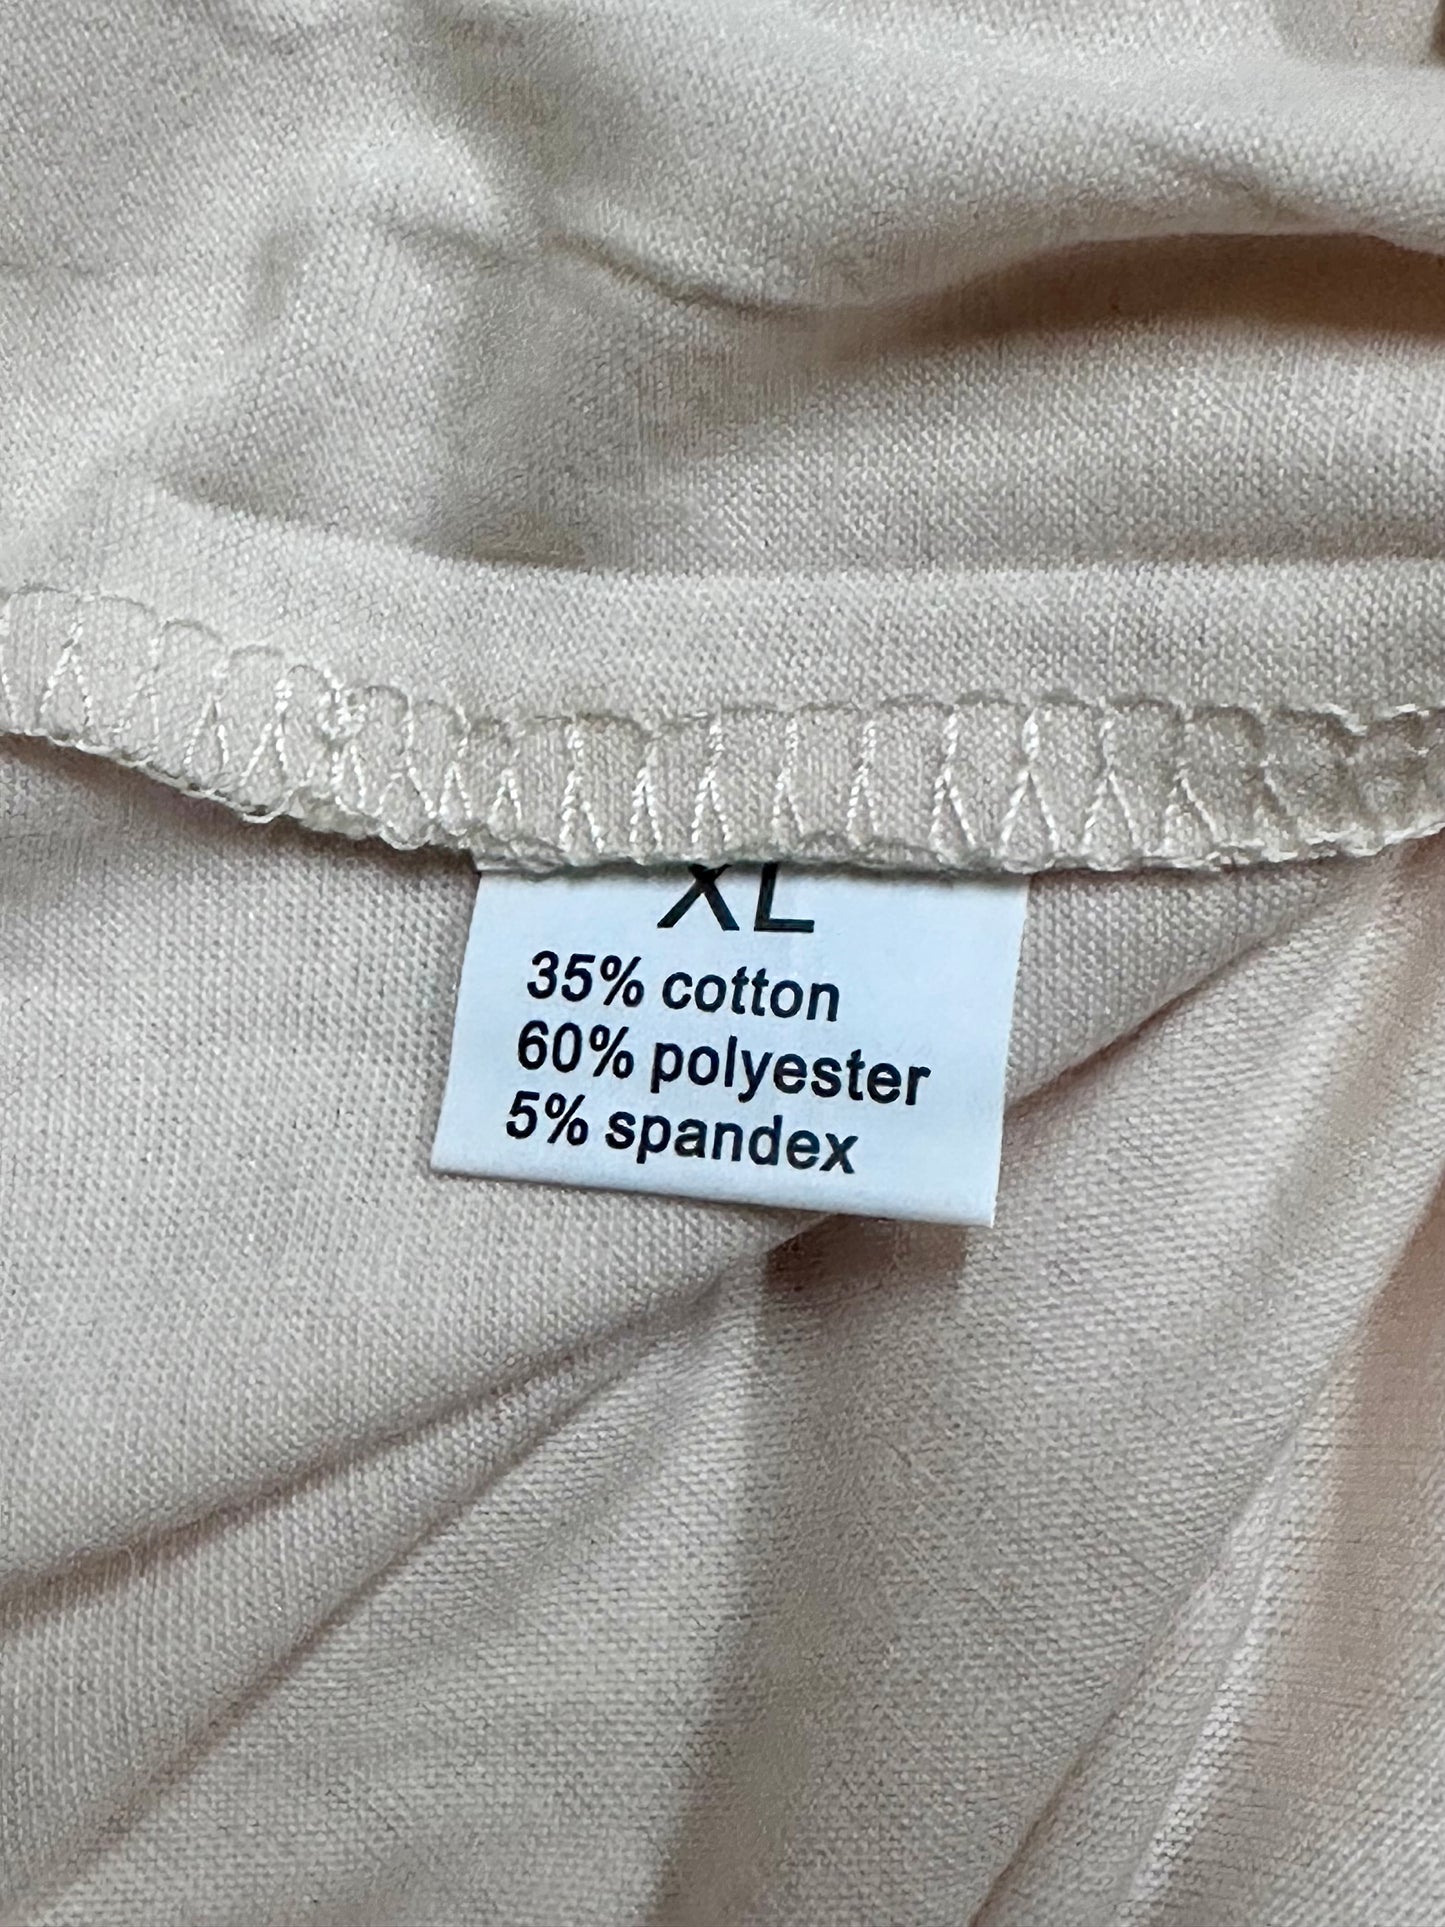 XL
35% cotton
60% polyester
5% spandex